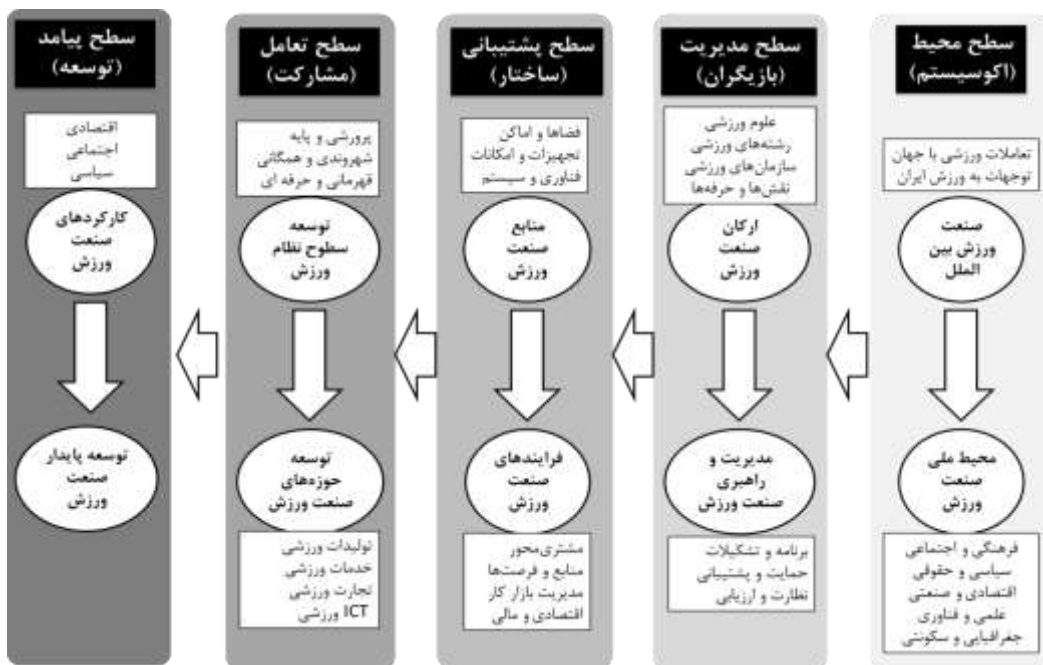 سطح محیط
(اکوسیستم)
تعاملات ورزشی با جهان
توجهات به ورزش ایران
صنعت
ورزش بین
الملل
محیط ملی
صنعت
ورزش
فرهنگی و اجتماعی
سیاسی و حقوقی
اقتصادی و صنعتی
علمی و فناوری
جغرافیایی و سکونتی
سطح مدیریت
(بازیگران)
علوم ورزشی
رشته‌های ورزشی
سازمان‌های ورزشی
نقش‌ها و حرفه‌ها
ارکان
صنعت
ورزش
مدیریت و
راهبری
صنعت ورزش
برنامه و تشکیلات
حمایت و پشتیبانی
نظارت و ارزیابی
سطح پشتیبانی
(ساختار)
فضاها و اماکن
تجهیزات و امکانات
فناوری و سیستم
منابع
صنعت
ورزش
فرایندهای
صنعت
ورزش
مشتری‌محور
منابع و فرصت‌ها
مدیریت بازار کار
اقتصادی و مالی
سطح تعامل
(مشارکت)
پرورشی و پایه
شهروندی و همگانی
قهرمانی و حرفه ای
توسعه
سطوح نظام
ورزش
توسعه
حوزه‌های
صنعت ورزش
تولیدات ورزشی
خدمات ورزشی
تجارت ورزشی
ICT ورزشی
سطح پیامد
(توسعه)
اقتصادی
اجتماعی
سیاسی
کارکردهای
صنعت
ورزش
توسعه پایدار
صنعت
ورزش